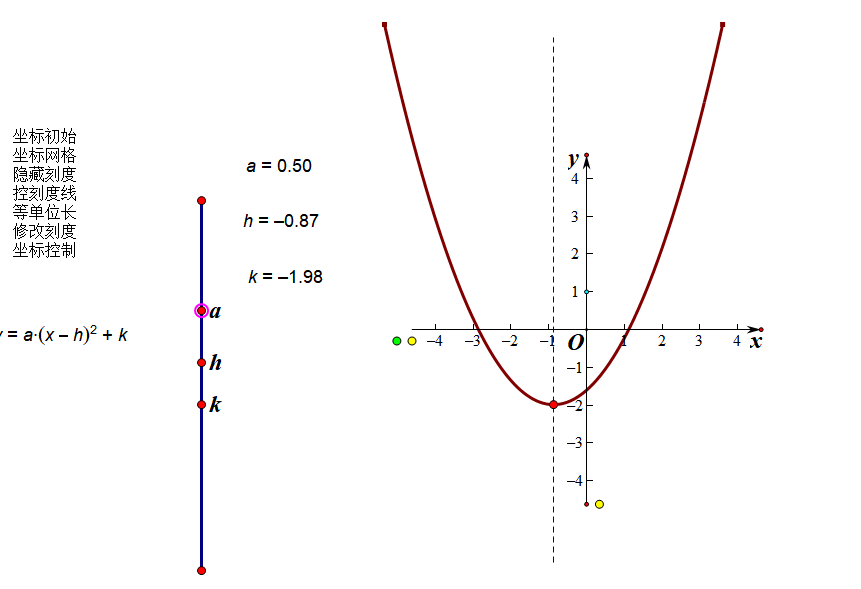 坐标初始
坐标网格
隐藏刻度
控刻度线
等单位长
修改刻度
坐标控制
y = a·(x – h)² + k
a = 0.50
h = –0.87
k = –1.98
a
h
k
y
4
3
2
1
–4 –3 –2 –1 O 1 2 3 4 x
–1
–2
–3
–4